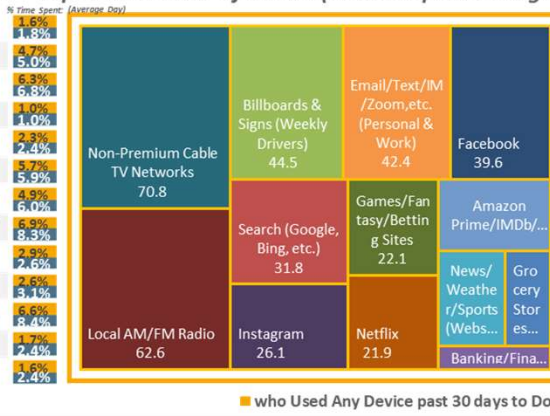 % Time Spent: (Average Day)
1.6%
1.8%
4.7%
5.0%
6.3%
6.8%
1.0%
1.0%
2.3%
2.4%
5.7%
5.9%
4.9%
6.0%
6.9%
8.3%
2.9%
2.6%
2.6%
3.1%
6.6%
8.4%
1.7%
2.4%
1.6%
2.4%
Non-Premium Cable
TV Networks
70.8
Local AM/FM Radio
62.6
Billboards &
Signs (Weekly
Drivers)
44.5
Search (Google,
Bing, etc.)
31.8
Instagram
26.1
Email/Text/IM
/Zoom,etc.
(Personal &
Work)
42.4
Games/Fan
tasy/Bettin
g Sites
22.1
Netflix
21.9
Facebook
39.6
Amazon
Prime/IMDb/...
News/
Weathe
r/Sports
(Webs...
Gro
cery
Stor
es...
Banking/Fina...
who Used Any Device past 30 days to Do